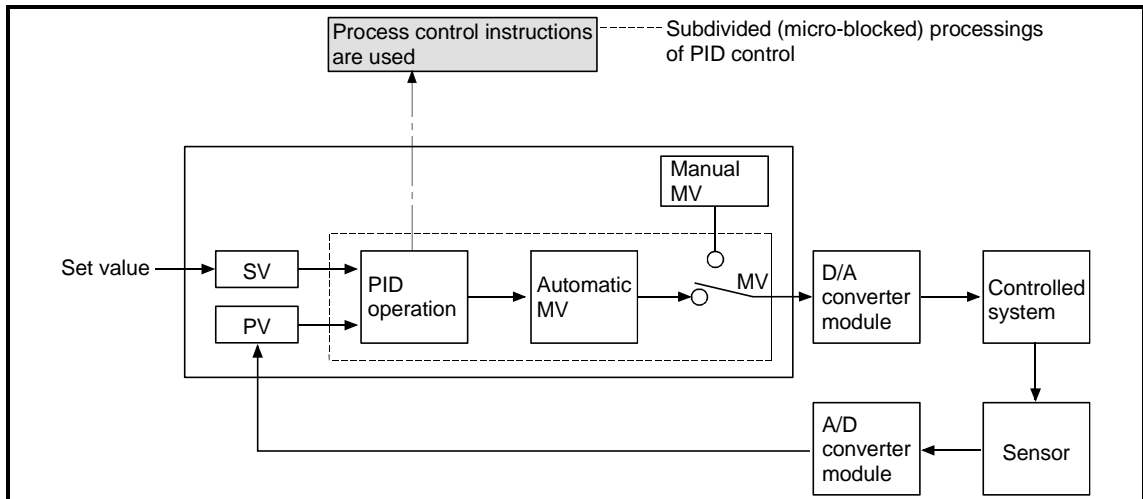 Process control instructions
are used
Subdivided (micro-blocked) processings
of PID control
Manual
MV
Set value
SV
PV
PID
operation
Automatic
MV
MV
D/A
converter
module
Controlled
system
A/D
converter
module
Sensor